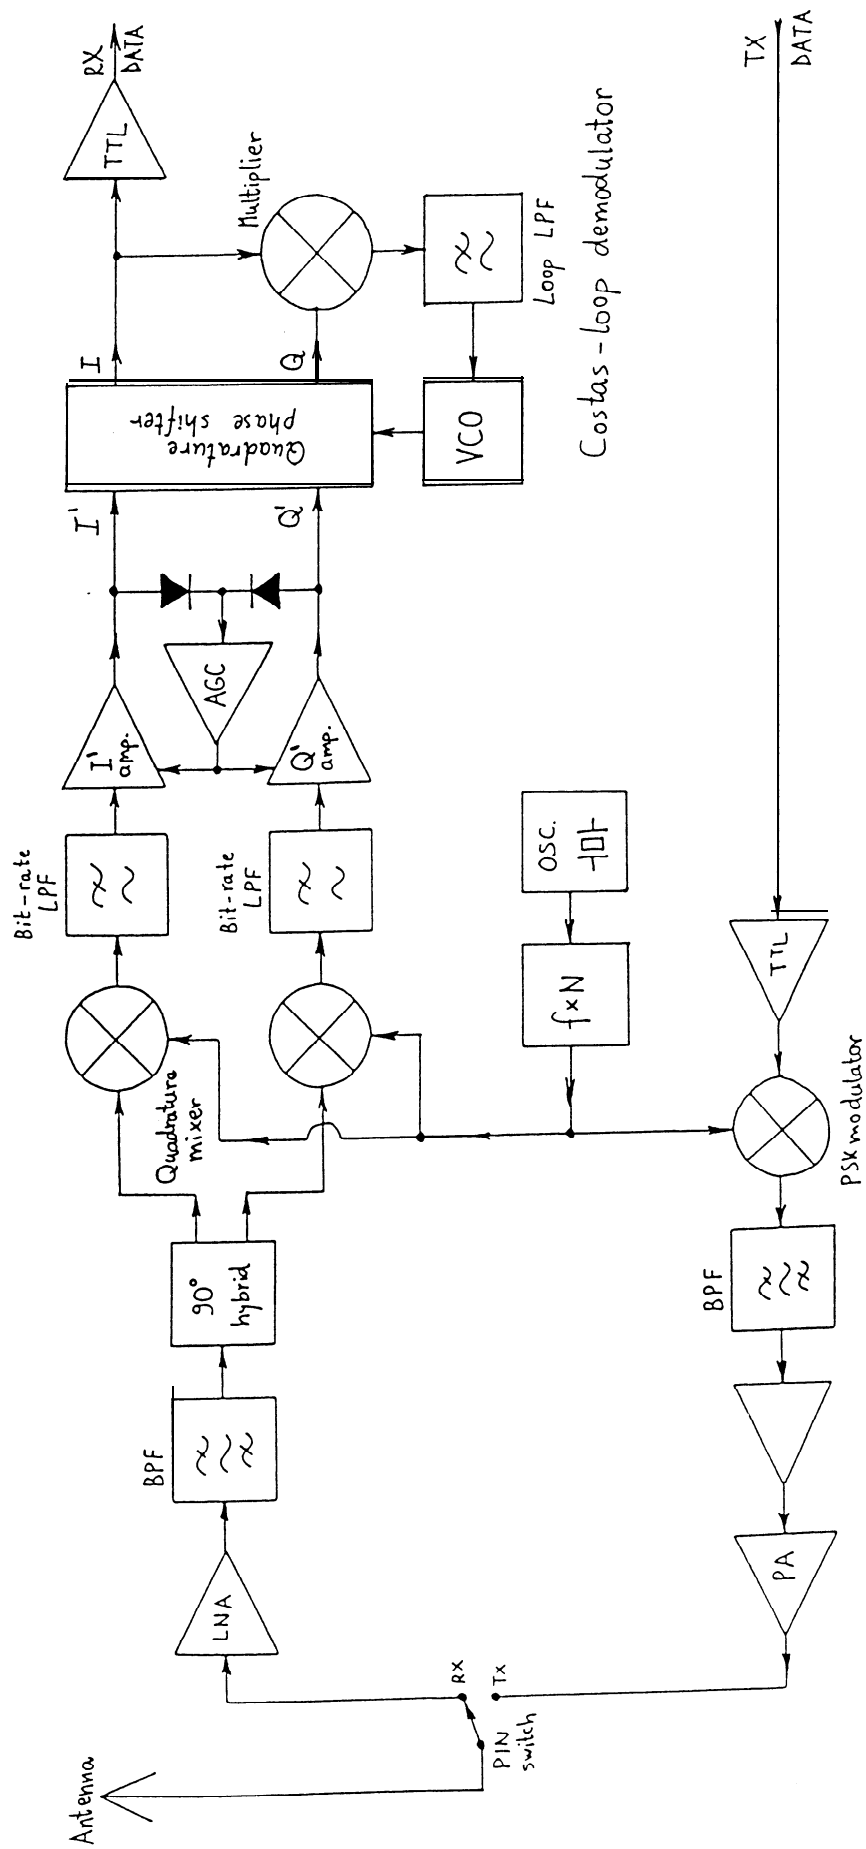 Antenna
PIN
switch
RX
TX
LNA
BPF
90°
hybrid
Quadrature
mixer
Bit-rate
LPF
Bit-rate
LPF
I'
amp.
Q'
amp.
AGC
I'
Q'
Quadrature
phase shifter
I
Q
Multiplier
TTL
RX
DATA
Loop LPF
VCO
Costas-loop demodulator
OSC.
fxN
TX
DATA
TTL
PSK modulator
BPF
PA